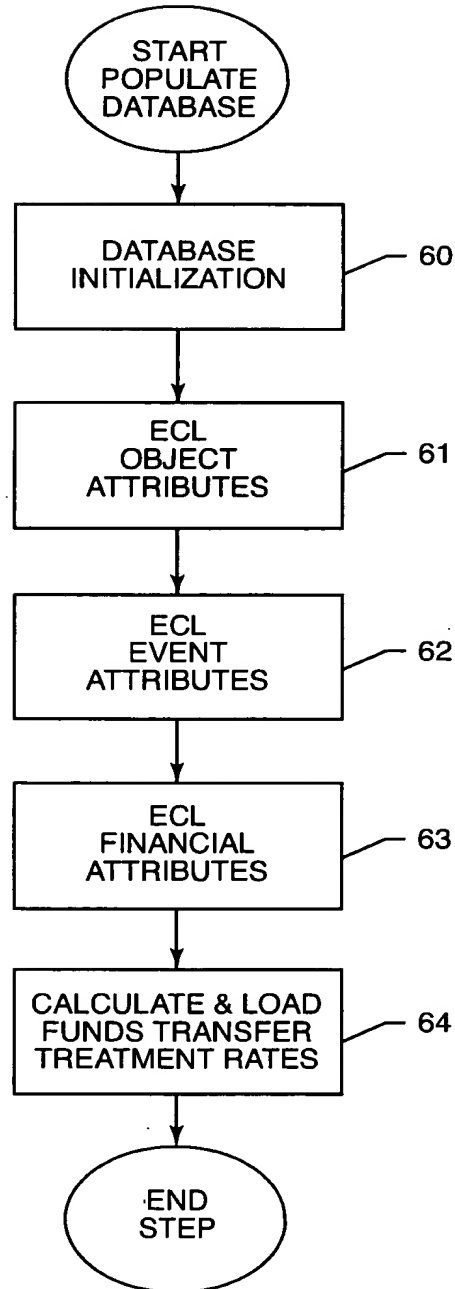 START
POPULATE
DATABASE
DATABASE
INITIALIZATION
60
ECL
OBJECT
ATTRIBUTES
61
ECL
EVENT
ATTRIBUTES
62
ECL
FINANCIAL
ATTRIBUTES
63
CALCULATE & LOAD
FUNDS TRANSFER
TREATMENT RATES
64
END
STEP